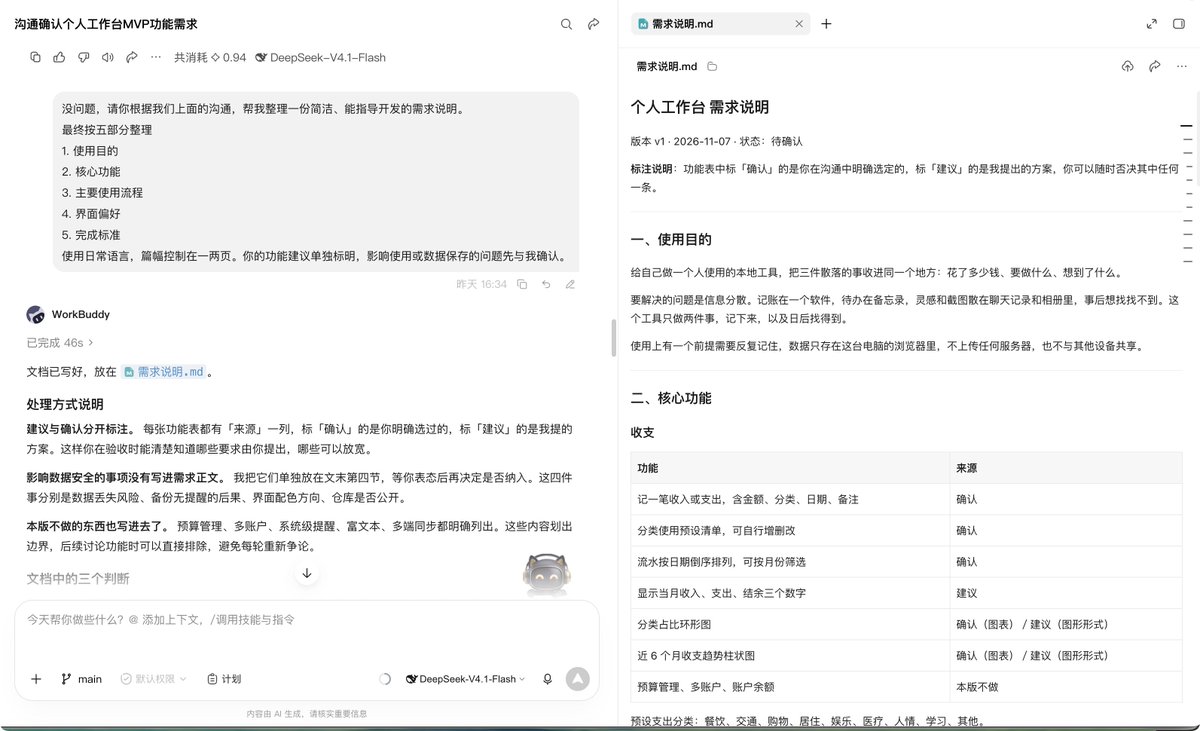 沟通确认个人工作台MVP功能需求
共消耗 0.94 DeepSeek-V4.1-Flash
没问题，请你根据我们上面的沟通，帮我整理一份简洁、能指导开发的需求说明。
最终按五部分整理
1. 使用目的
2. 核心功能
3. 主要使用流程
4. 界面偏好
5. 完成标准
使用日常语言，篇幅控制在一两页。你的功能建议单独标明，影响使用或数据保存的问题先与我确认。
昨天 16:34
WorkBuddy
已完成 46s >
文档已写好，放在 需求说明.md 。
处理方式说明
建议与确认分开标注。 每张功能表都有「来源」一列，标「确认」的是你明确选过的，标「建议」的是我提的
方案。这样你在验收时能清楚知道哪些要求由你提出，哪些可以放宽。
影响数据安全的事项没有写进需求正文。 我把它们单独放在文末第四节，等你表态后再决定是否纳入。这四件
事分别是数据丢失风险、备份无提醒的后果、界面配色方向、仓库是否公开。
本版不做的东西也写进去了。 预算管理、多账户、系统级提醒、富文本、多端同步都明确列出。这些内容划出
边界，后续讨论功能时可以直接排除，避免每轮重新争论。
文档中的三个判断
今天帮你做些什么？@ 添加上下文，/调用技能与指令
main 默认权限 计划 DeepSeek-V4.1-Flash
内容由 AI 生成，请核实重要信息
需求说明.md
需求说明.md
个人工作台 需求说明
版本 v1 · 2026-11-07 · 状态：待确认
标注说明：功能表中标「确认」的是你在沟通中明确选定的，标「建议」的是我提出的方案，你可以随时否决其中任何
一条。
一、使用目的
给自己做一个人使用的本地工具，把三件散落的事收进同一个地方：花了多少钱、要做什么、想到了什么。
要解决的问题是信息分散。记账在一个软件，待办在备忘录，灵感和截图散在聊天记录和相册里，事后想找找不到。这
个工具只做两件事，记下来，以及日后找得到。
使用上有一个前提需要反复记住，数据只存在这台电脑的浏览器里，不上传任何服务器，也不与其他设备共享。
二、核心功能
收支
功能 来源
记一笔收入或支出，含金额、分类、日期、备注 确认
分类使用预设清单，可自行增删改 确认
流水按日期倒序排列，可按月份筛选 确认
显示当月收入、支出、结余三个数字 建议
分类占比环形图 确认（图表） / 建议（图形形式）
近 6 个月收支趋势柱状图 确认（图表） / 建议（图形形式）
预算管理、多账户、账户余额 本版不做
预设支出分类：餐饮、交通、购物、居住、娱乐、医疗、人情、学习、其他。